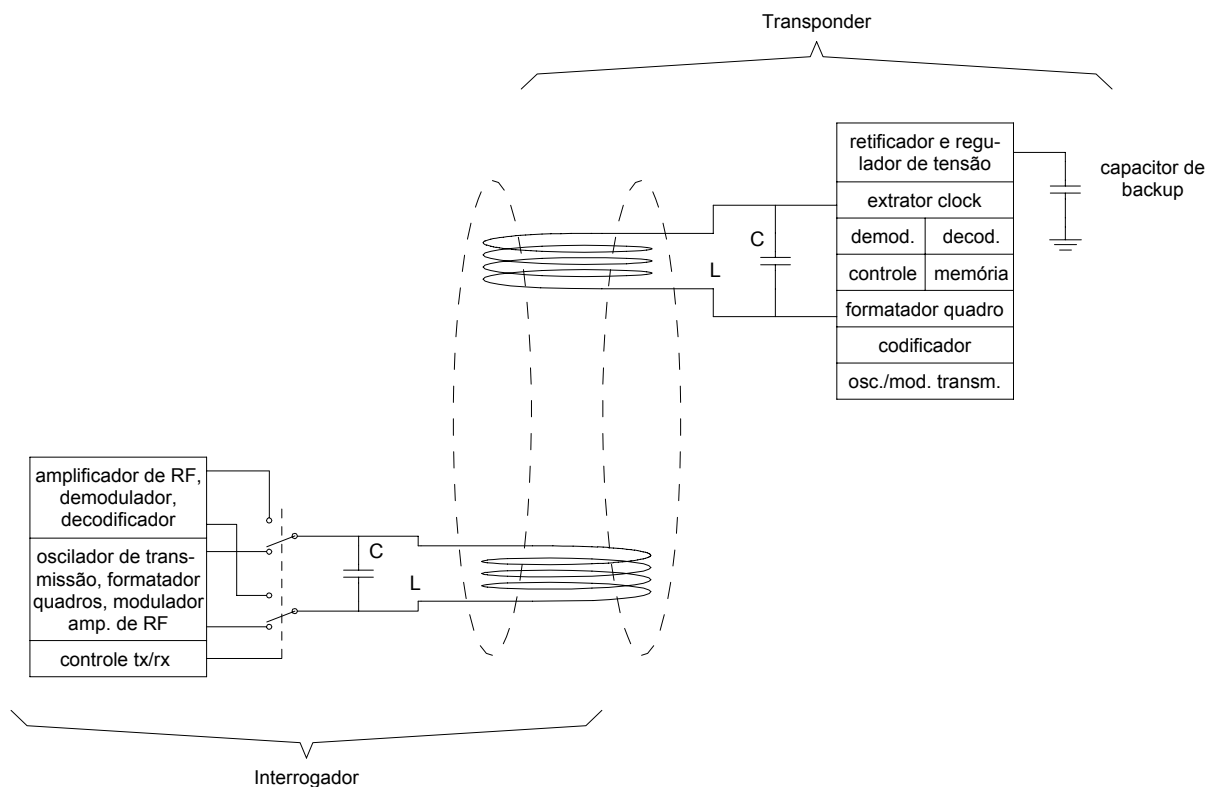 Transponder
retificador e regu-
lador de tensão
capacitor de
backup
extrator clock
demod. decod.
controle memória
formatador quadro
codificador
osc./mod. transm.
C
L
amplificador de RF,
demodulador,
decodificador
oscilador de trans-
missão, formatador
quadros, modulador
amp. de RF
controle tx/rx
C
L
Interrogador